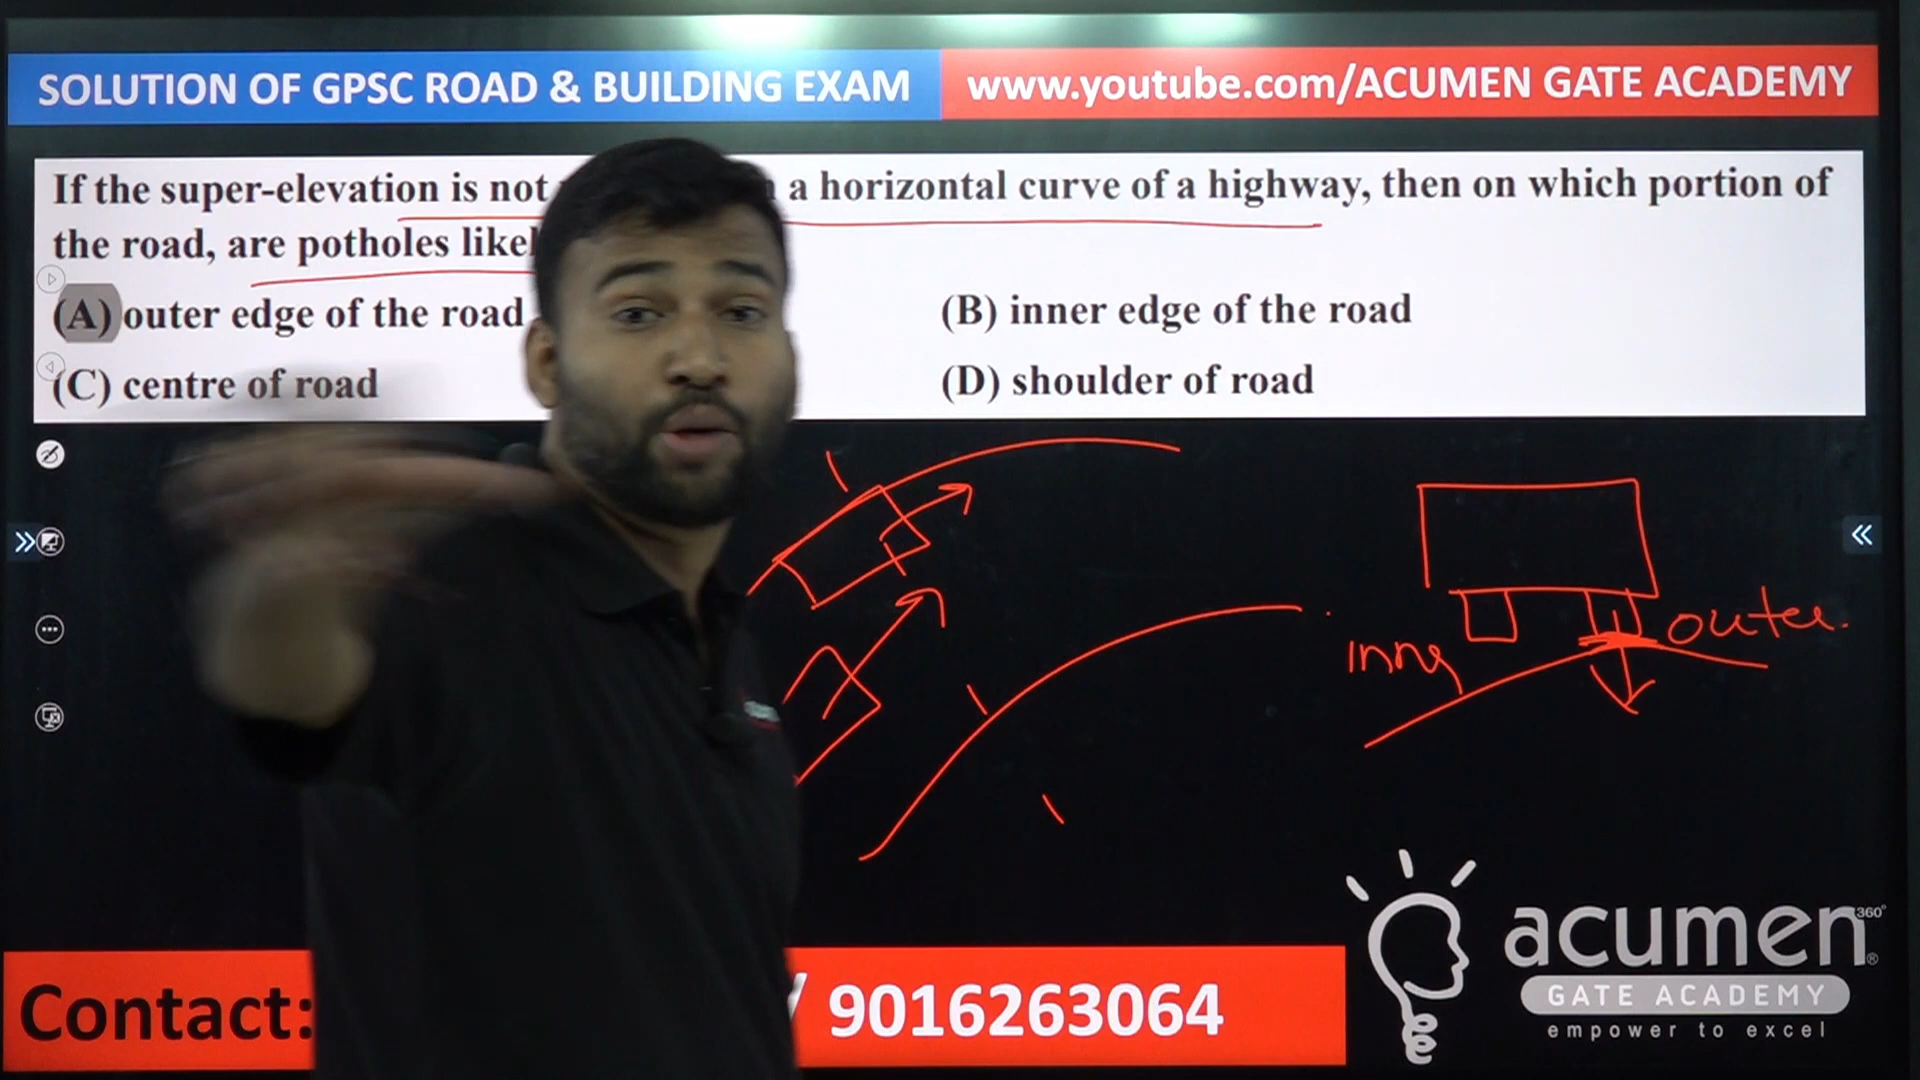 SOLUTION OF GPSC ROAD & BUILDING EXAM
www.youtube.com/ACUMEN GATE ACADEMY
If the super-elevation is not a horizontal curve of a highway, then on which portion of
the road, are potholes likel
(A) outer edge of the road
(B) inner edge of the road
(C) centre of road
(D) shoulder of road
outer.
Contact: / 9016263064
acumen 360°®
GATE ACADEMY
empower to excel